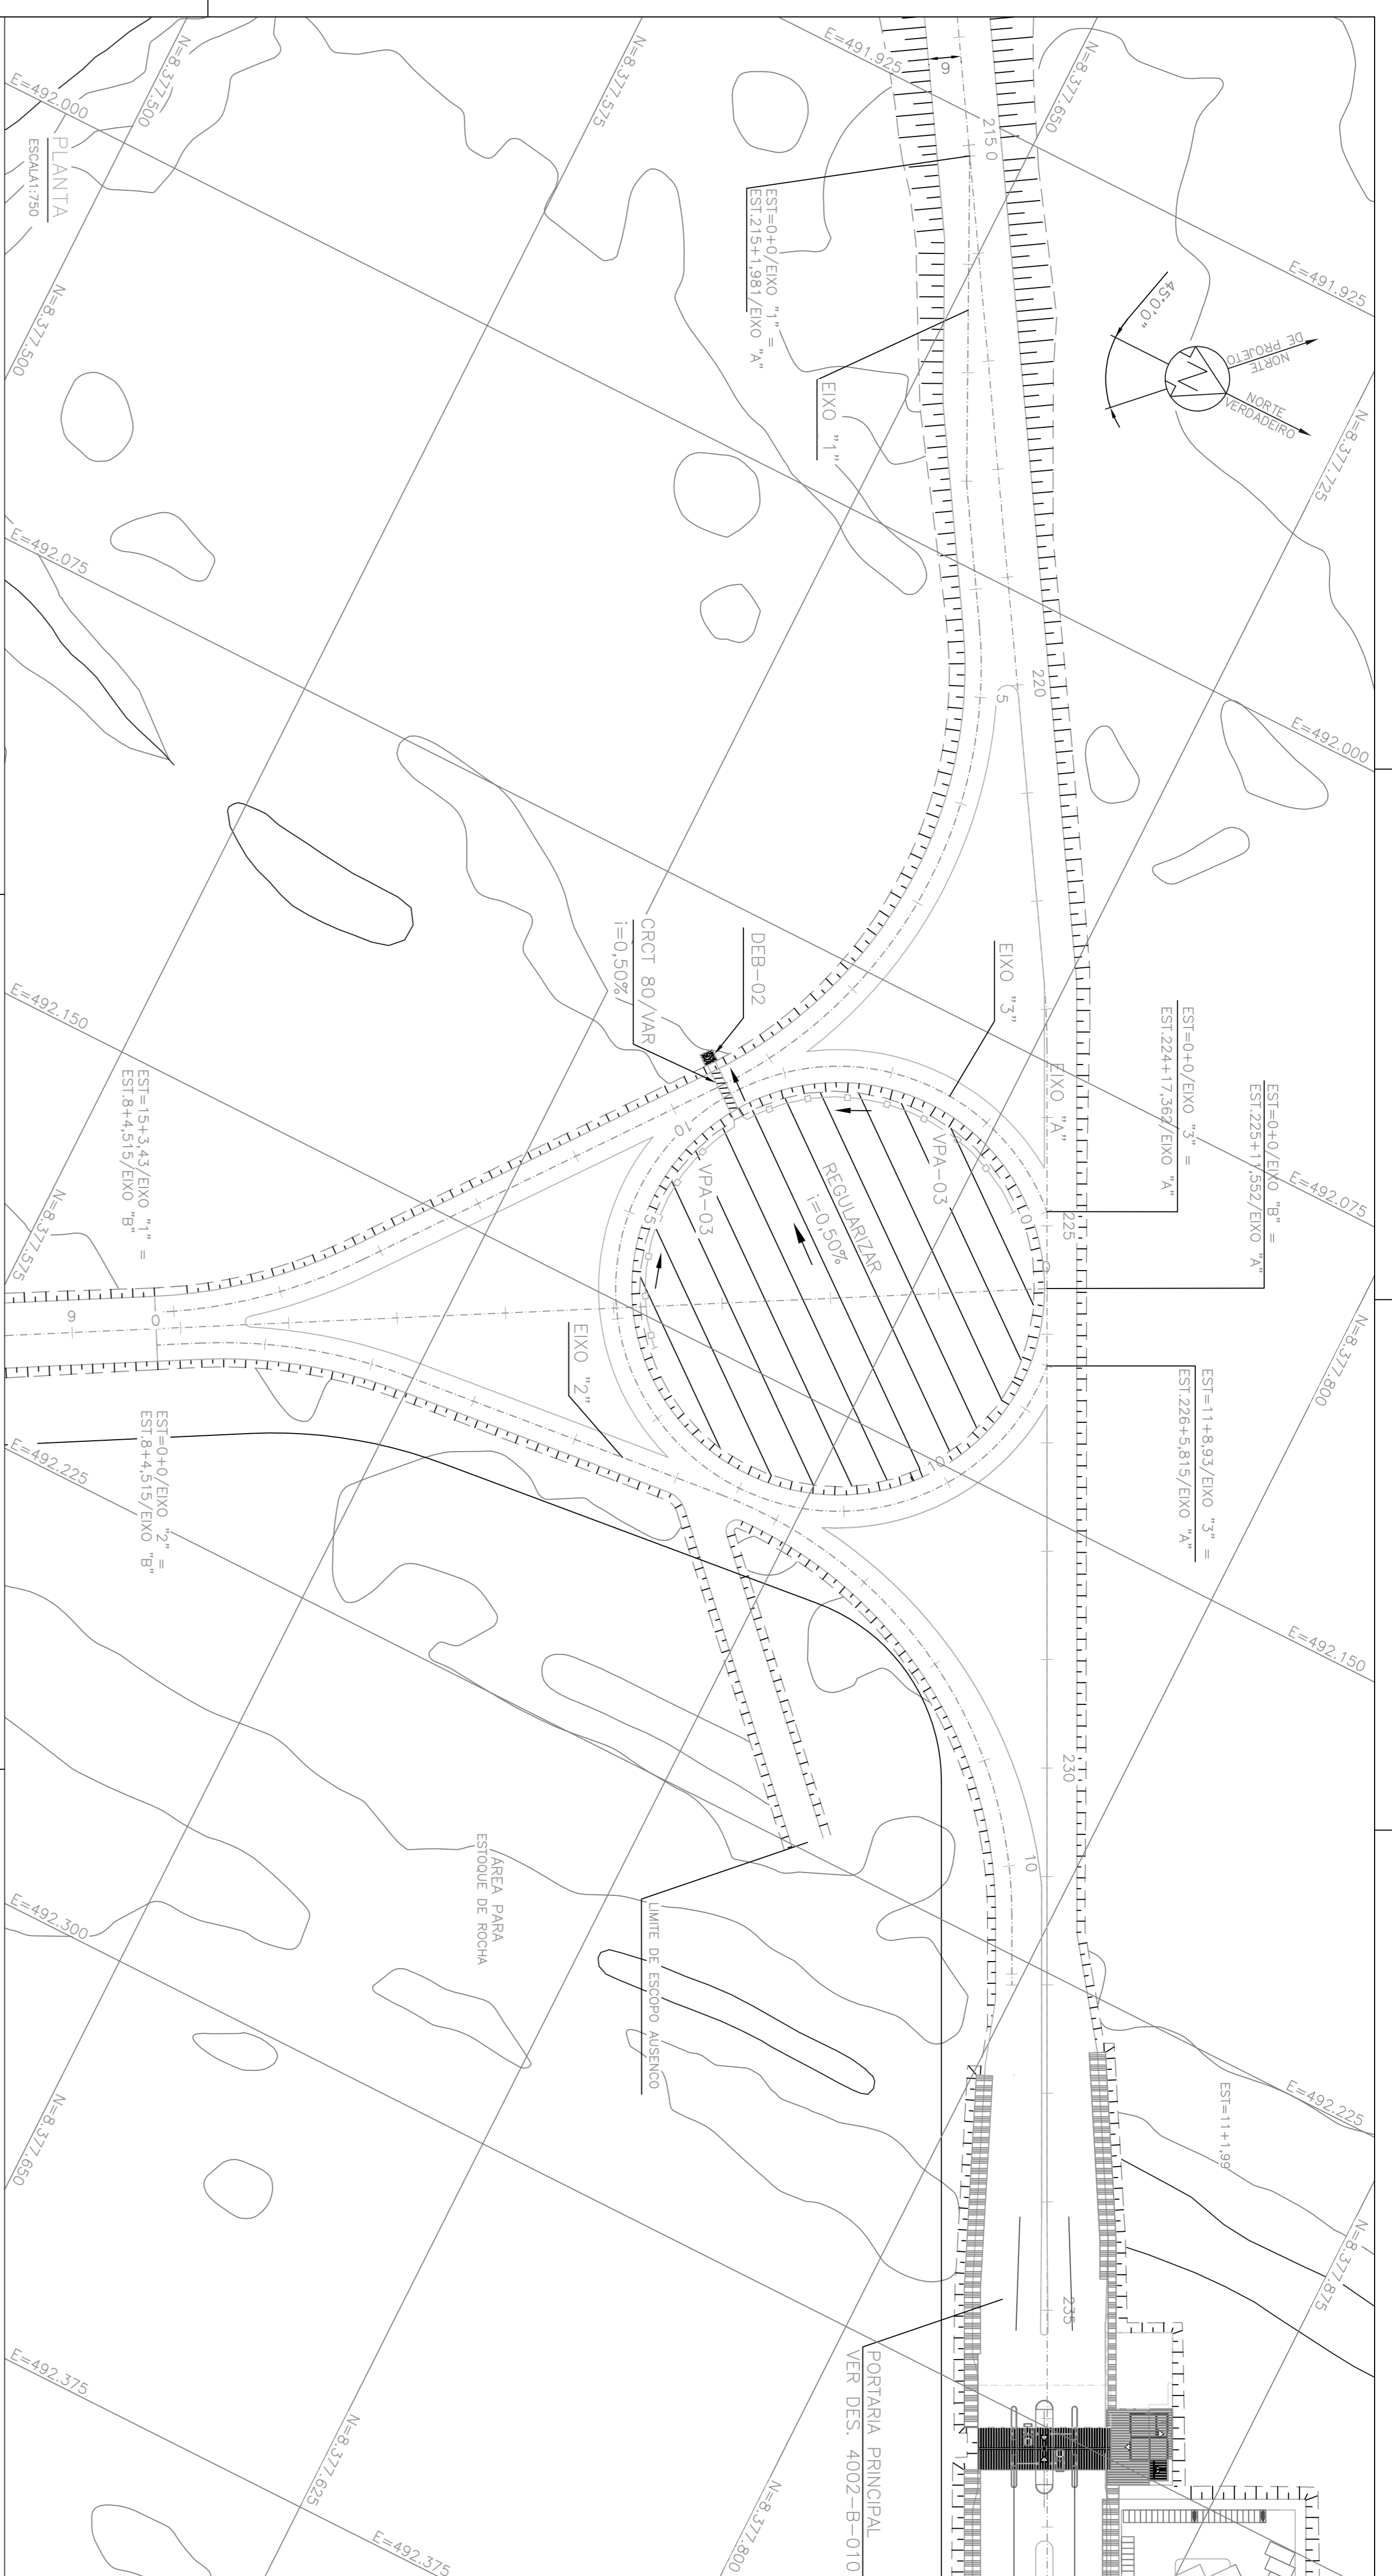 E=491.925
N=8.377.650
N=8.377.575
N=8.377.500
E=492.000
PLANTA
ESCALA1:750
6
215
0
E=491.925
45°0'0"
NORTE
DE PROJETO
NORTE
VERDADEIRO
N
N=8.377.500
EST=0+0/EIXO "1" =
EST.215+1,981/EIXO "A"
EIXO "1"
N=8.377.725
E=492.075
220
5
E=492.000
CRCT 80/VAR
i=0,50%
DEB-02
EIXO "3"
E=492.150
EIXO "A"
EST=0+0/EIXO "3" =
EST.224+17,362/EIXO "A"
EST=0+0/EIXO "B" =
EST.225+11,552/EIXO "A"
E=492.075
EST=15+3,43/EIXO "1" =
EST.8+4,515/EIXO "B"
10
VPA-03
VPA-03
REGULARIZAR
i=0,50%
5
0
225
0
N=8.377.575
9
0
EIXO "2"
N=8.377.800
EST=11+8,93/EIXO "3" =
EST.226+5,815/EIXO "A"
EST=0+0/EIXO "2" =
EST.8+4,515/EIXO "B"
E=492.225
10
E=492.150
230
10
ÁREA PARA
ESTOQUE DE ROCHA
LIMITE DE ESCOPO AUSENCO
E=492.300
EST=11+1,99
E=492.225
N=8.377.650
N=8.377.875
235
PORTARIA PRINCIPAL
VER DES. 4002-B-010
E=492.375
N=8.377.625
N=8.377.800
E=492.375